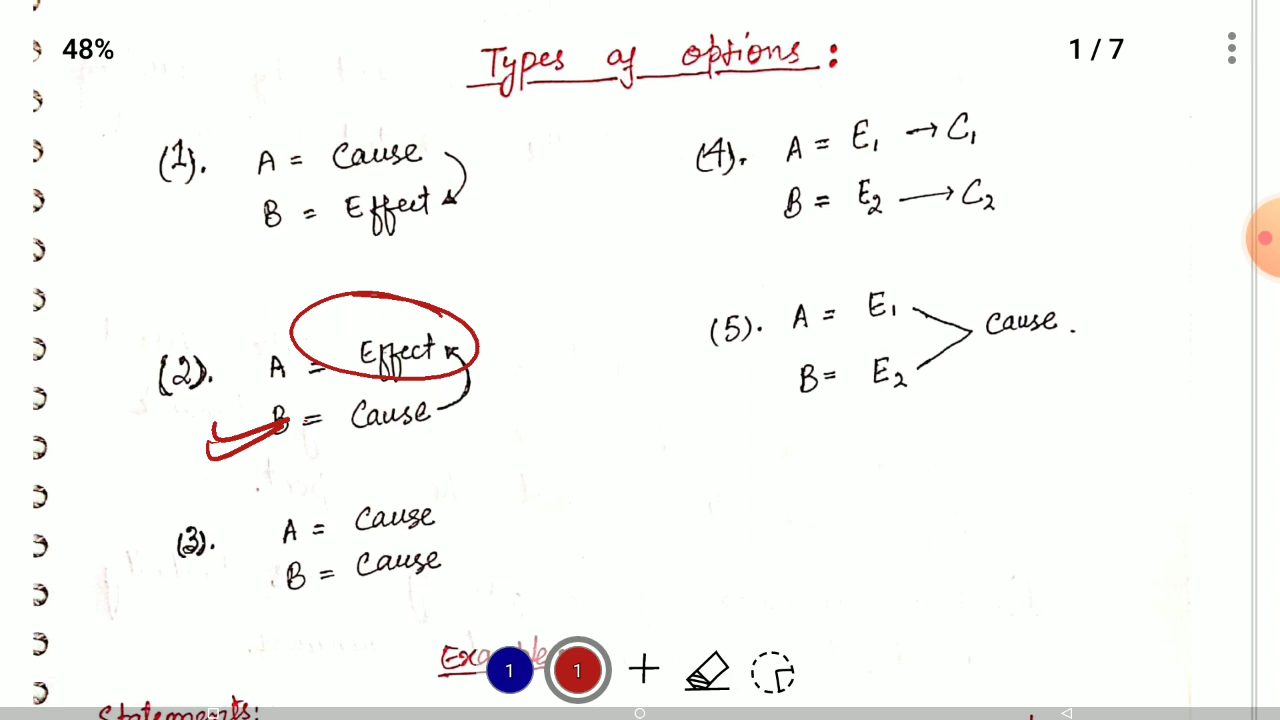 48%
1 / 7
Types of options :
(1). A = Cause
B = Effect
(2). A = Effect
B = Cause
(3). A = Cause
B = Cause
(4). A = E1 → C1
B = E2 → C2
(5). A = E1
B = E2
Cause .
1
1
Statements: